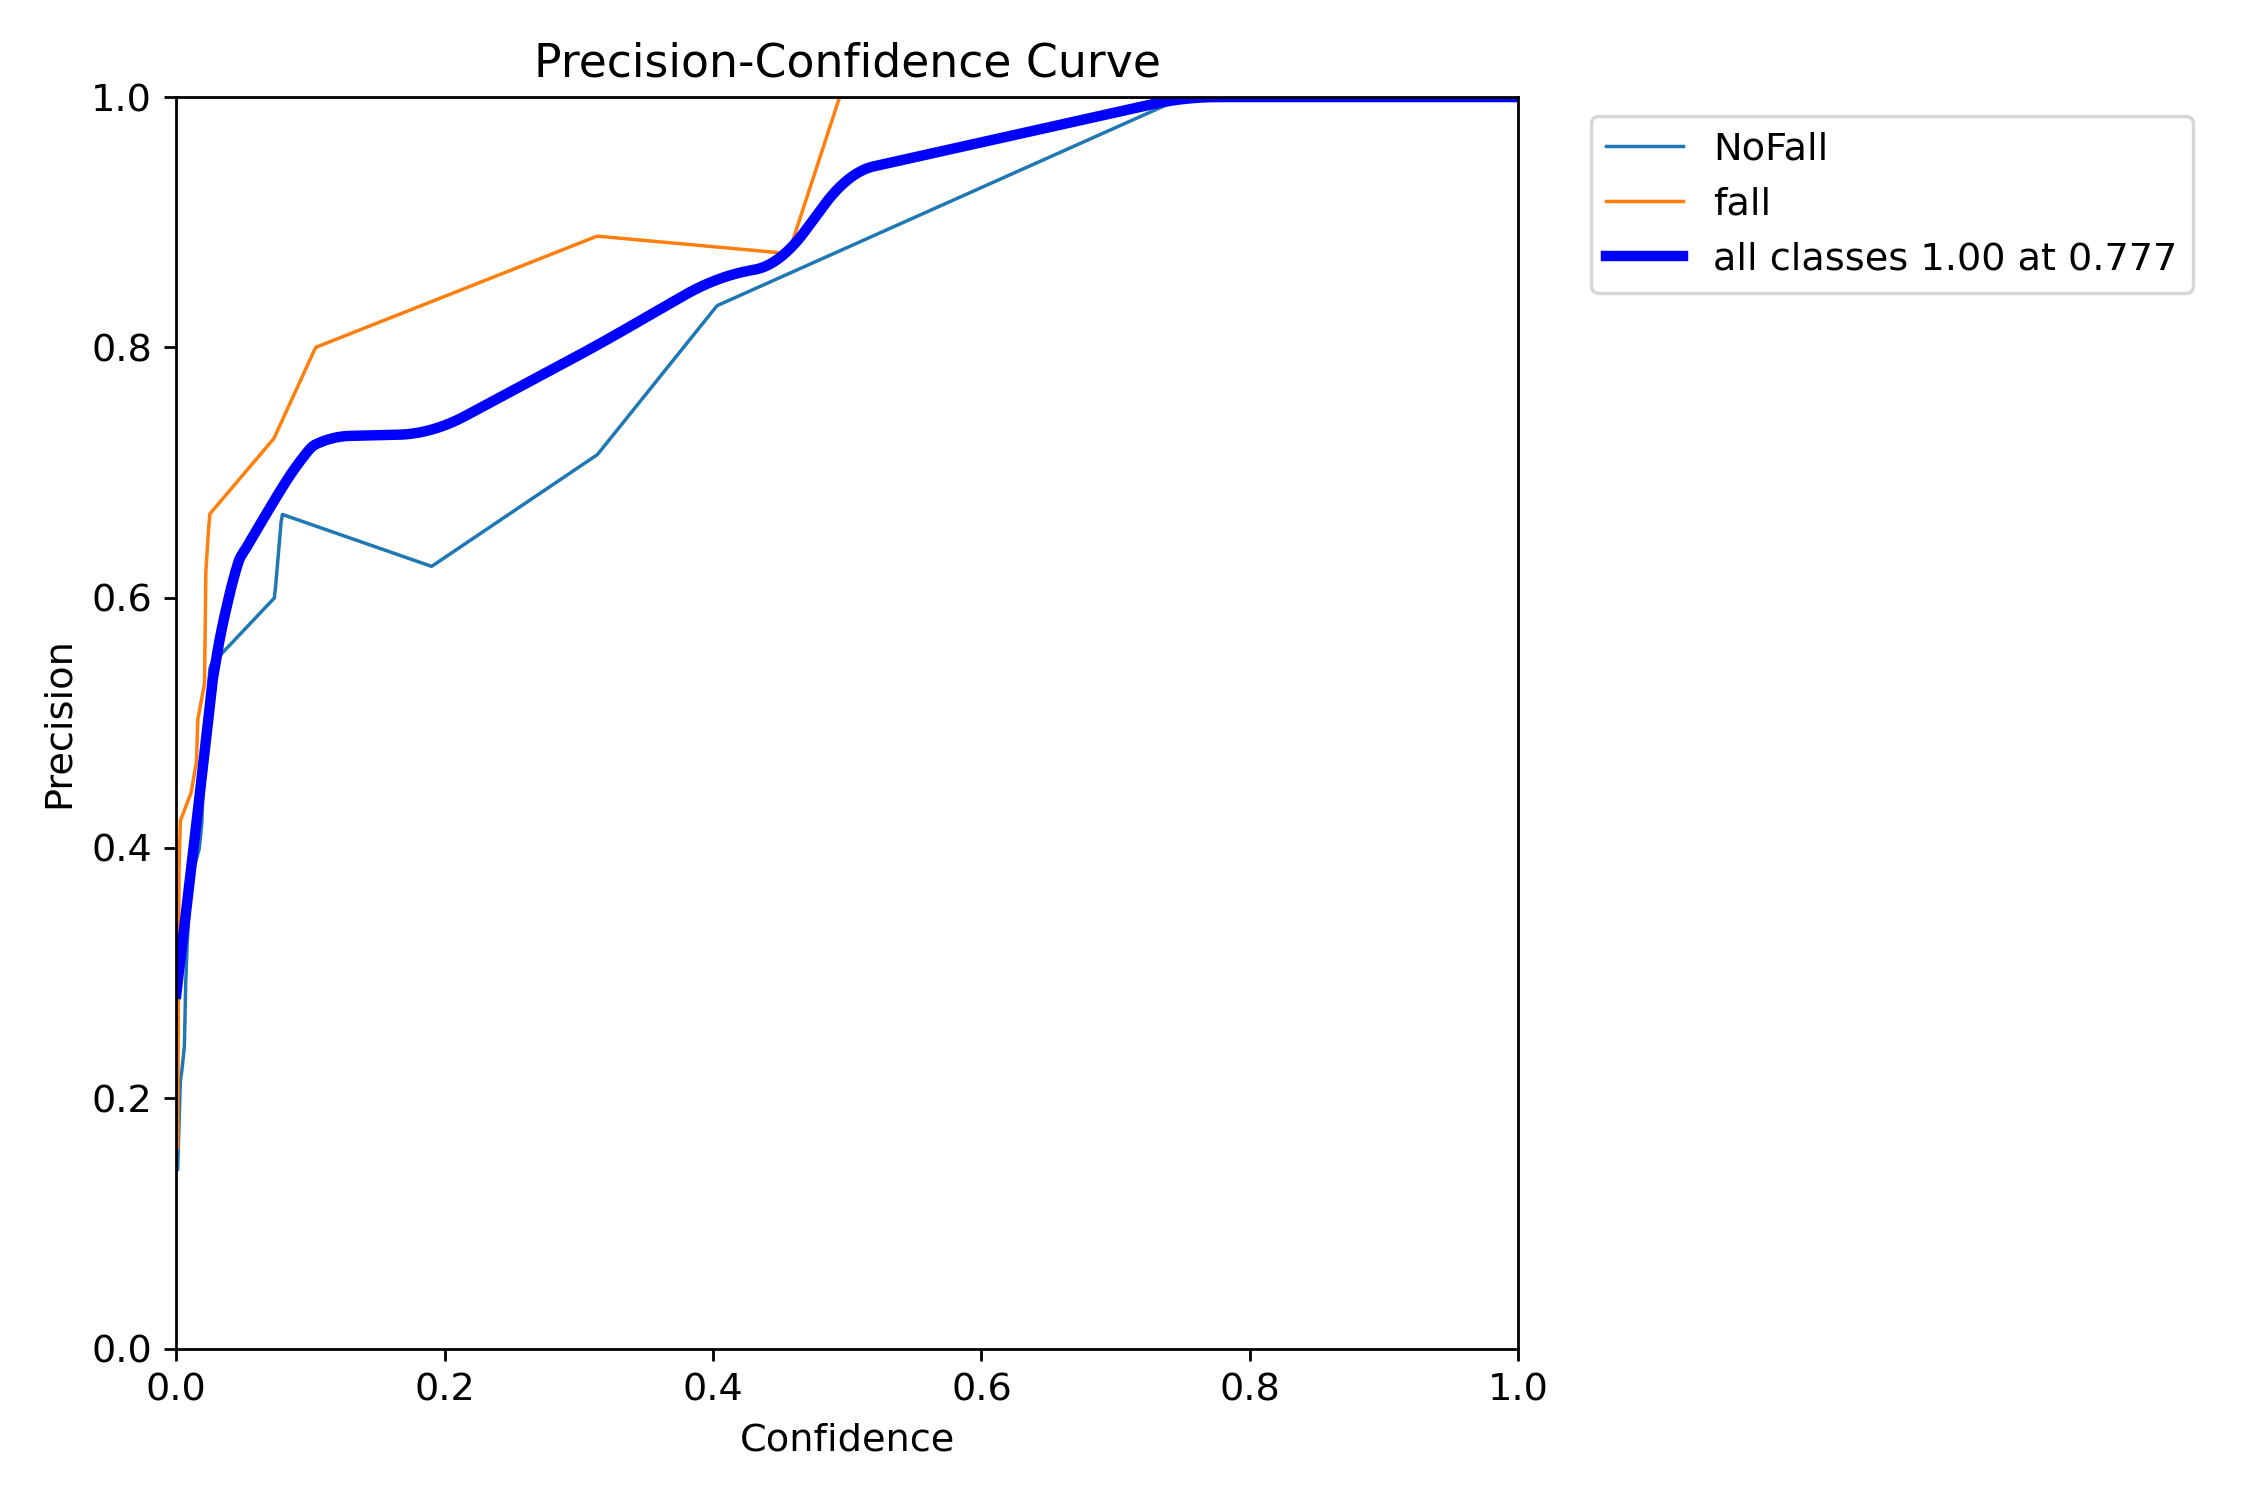 Precision-Confidence Curve
1.0
0.8
0.6
0.4
0.2
0.0
Precision
0.0 0.2 0.4 0.6 0.8 1.0
Confidence
NoFall
fall
all classes 1.00 at 0.777